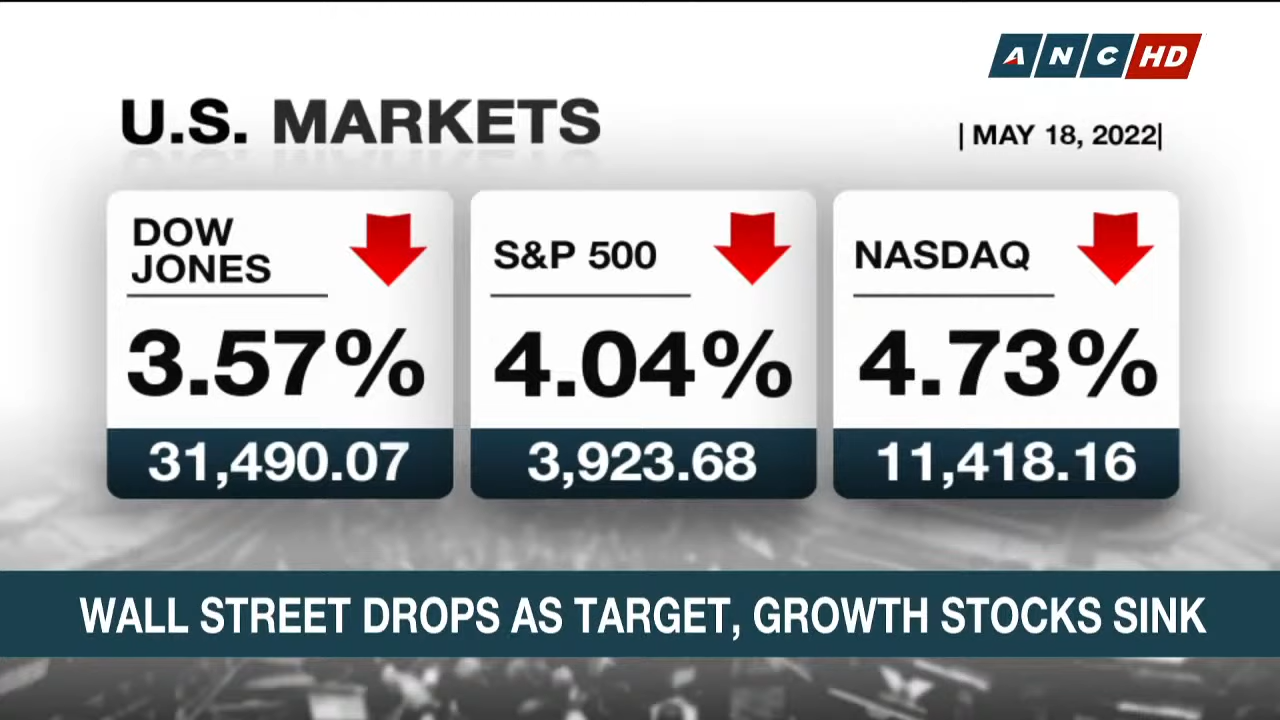 ANC HD
U.S. MARKETS
| MAY 18, 2022|
DOW
JONES
3.57%
31,490.07
S&P 500
4.04%
3,923.68
NASDAQ
4.73%
11,418.16
WALL STREET DROPS AS TARGET, GROWTH STOCKS SINK